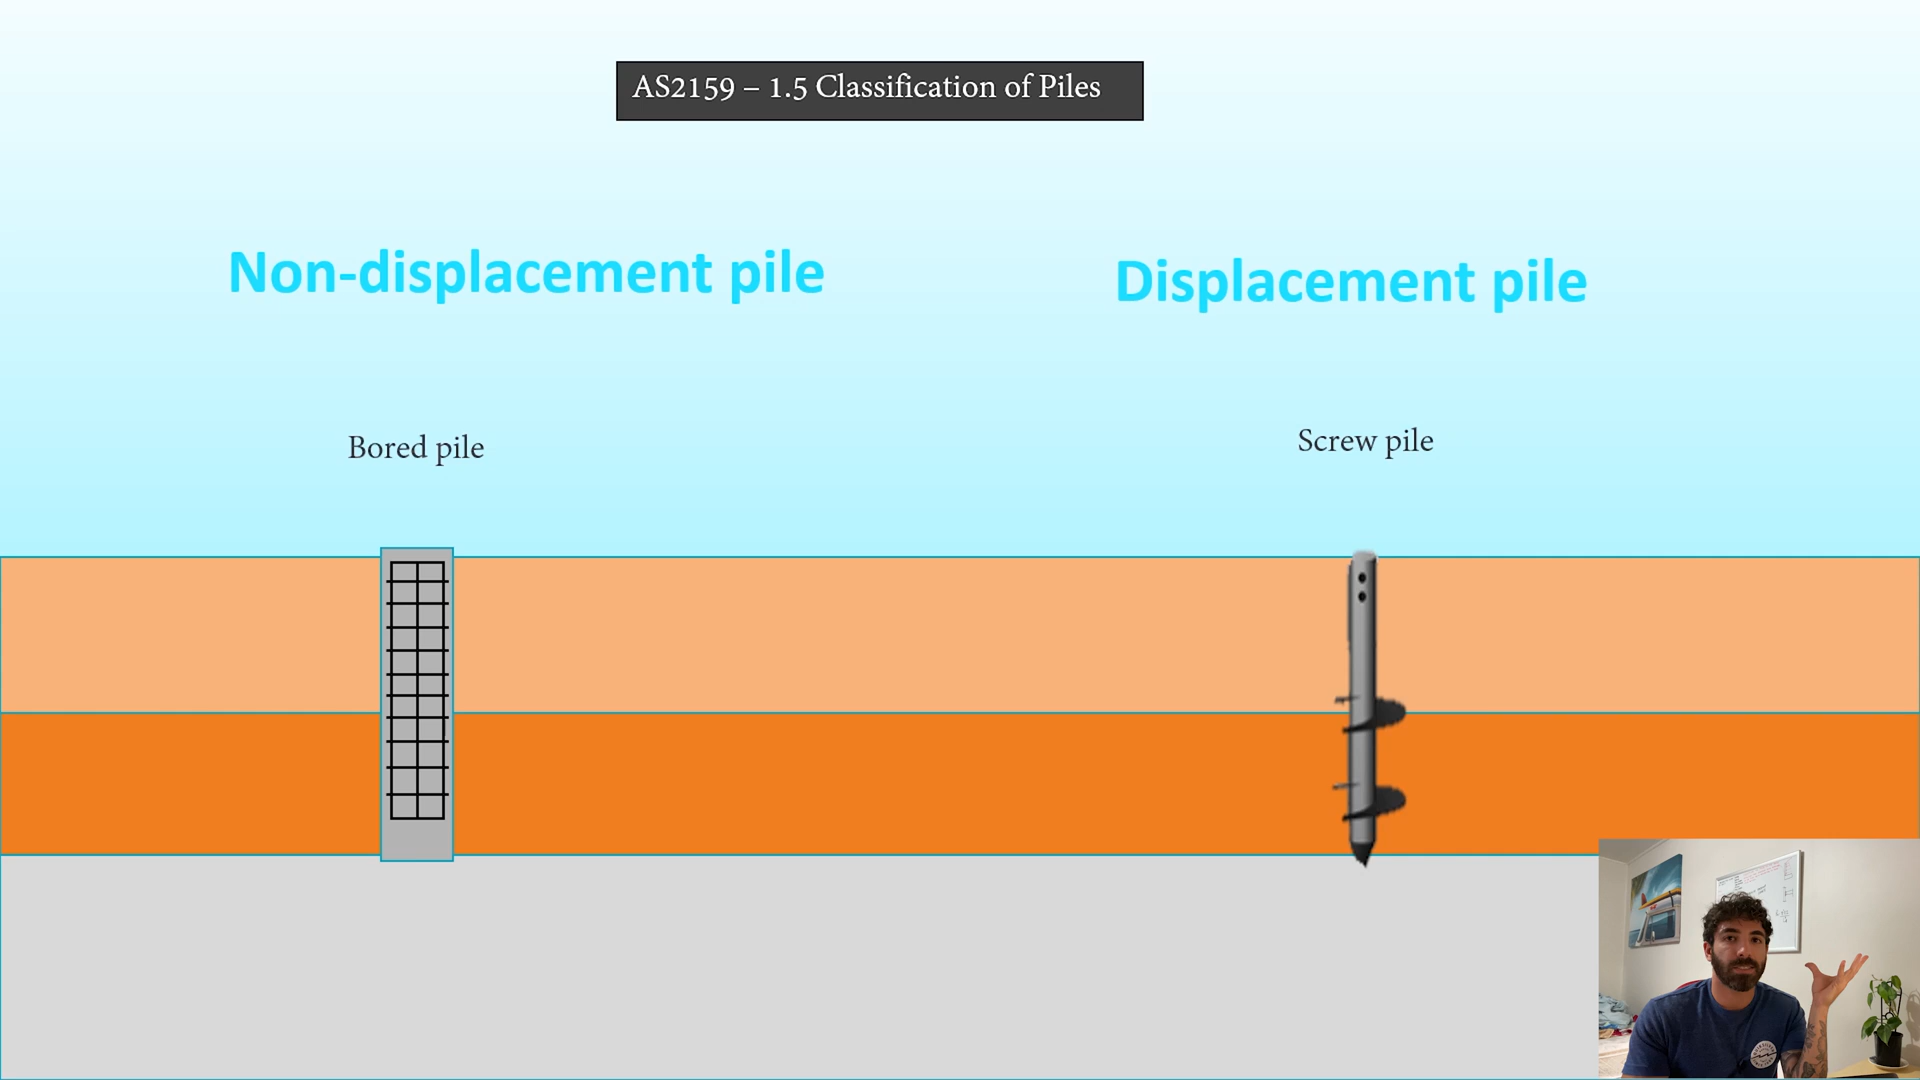 AS2159 – 1.5 Classification of Piles
Non-displacement pile
Displacement pile
Bored pile
Screw pile